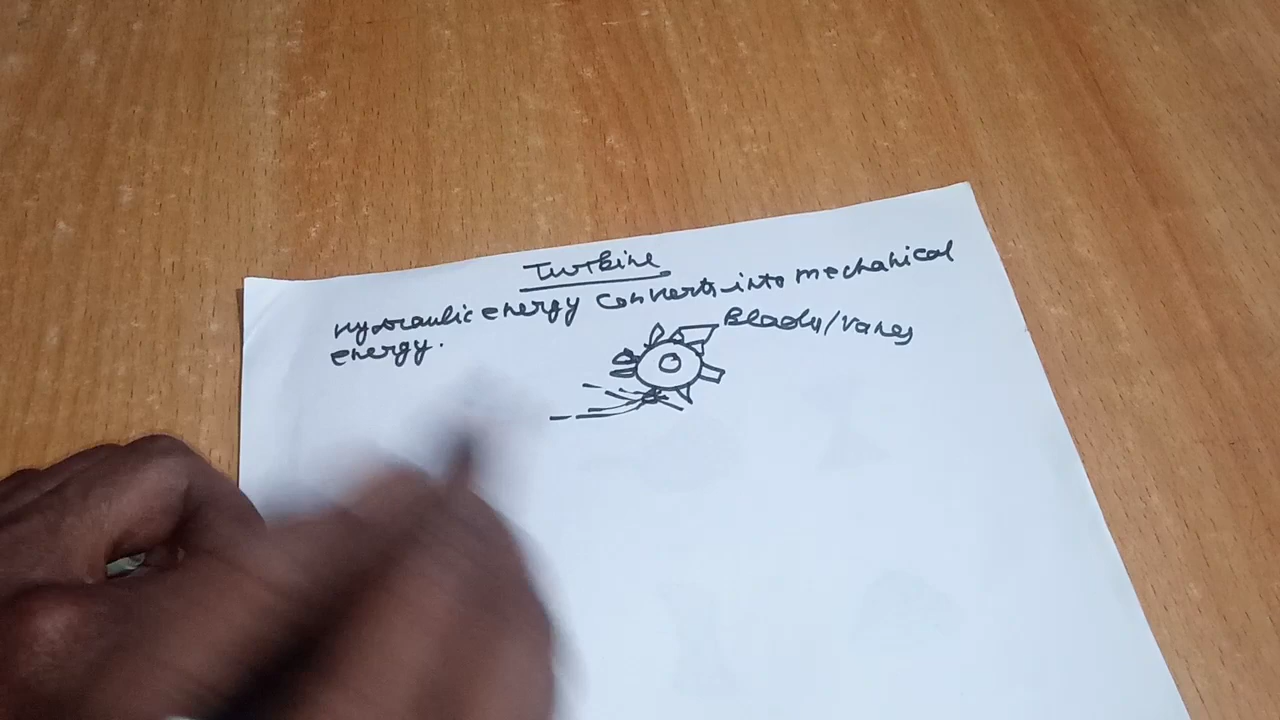 Turbine
Hydraulic energy converts into mechanical
energy.
Blades/Vanes